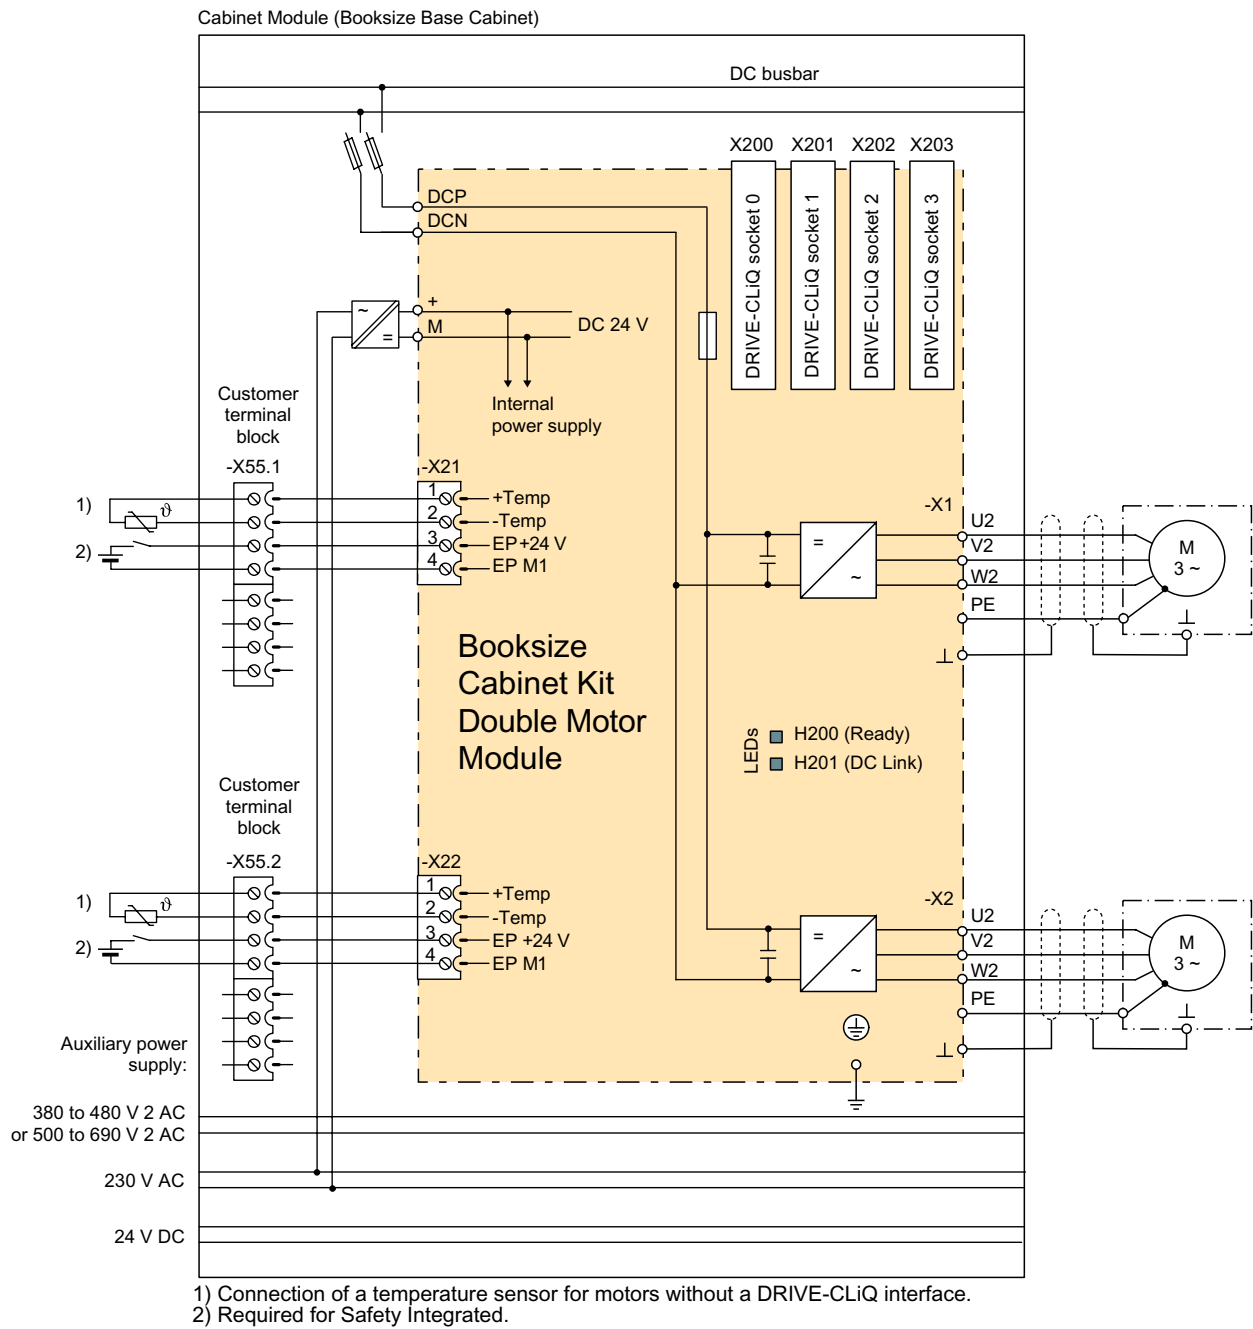 Cabinet Module (Booksize Base Cabinet)
DC busbar
X200 X201 X202 X203
DRIVE-CLiQ socket 0
DRIVE-CLiQ socket 1
DRIVE-CLiQ socket 2
DRIVE-CLiQ socket 3
DCP
DCN
~
=
+
M
DC 24 V
Internal
power supply
Customer
terminal
block
-X55.1
-X21
1)
ϑ
2)
1
+Temp
2
-Temp
3
EP+24 V
4
EP M1
-X1
=
~
U2
V2
W2
PE
M
3 ~
Booksize
Cabinet Kit
Double Motor
Module
LEDs
H200 (Ready)
H201 (DC Link)
Customer
terminal
block
-X55.2
-X22
1)
ϑ
2)
1
+Temp
2
-Temp
3
EP +24 V
4
EP M1
-X2
=
~
U2
V2
W2
PE
M
3 ~
Auxiliary power
supply:
380 to 480 V 2 AC
or 500 to 690 V 2 AC
230 V AC
24 V DC
1) Connection of a temperature sensor for motors without a DRIVE-CLiQ interface.
2) Required for Safety Integrated.